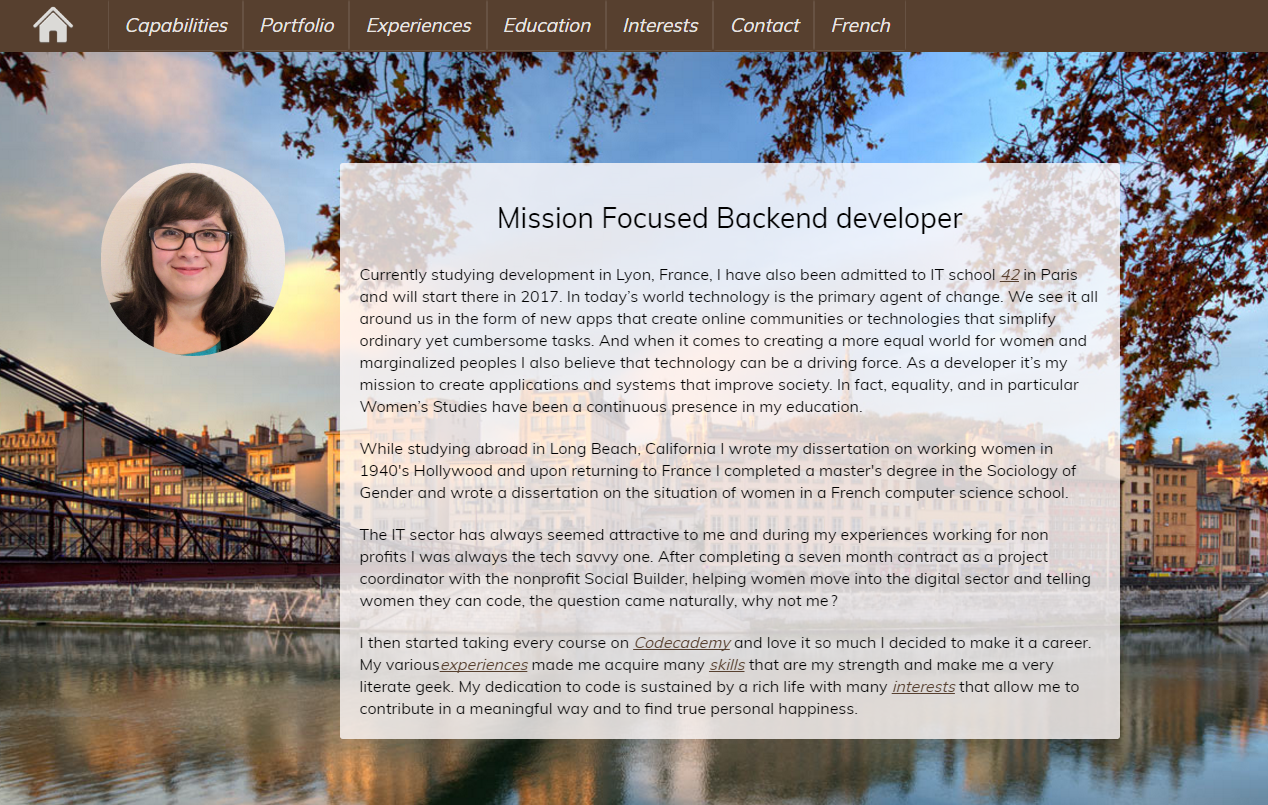 Capabilities Portfolio Experiences Education Interests Contact French
Mission Focused Backend developer
Currently studying development in Lyon, France, I have also been admitted to IT school 42 in Paris
and will start there in 2017. In today’s world technology is the primary agent of change. We see it all
around us in the form of new apps that create online communities or technologies that simplify
ordinary yet cumbersome tasks. And when it comes to creating a more equal world for women and
marginalized peoples I also believe that technology can be a driving force. As a developer it’s my
mission to create applications and systems that improve society. In fact, equality, and in particular
Women’s Studies have been a continuous presence in my education.
While studying abroad in Long Beach, California I wrote my dissertation on working women in
1940's Hollywood and upon returning to France I completed a master's degree in the Sociology of
Gender and wrote a dissertation on the situation of women in a French computer science school.
The IT sector has always seemed attractive to me and during my experiences working for non
profits I was always the tech savvy one. After completing a seven month contract as a project
coordinator with the nonprofit Social Builder, helping women move into the digital sector and telling
women they can code, the question came naturally, why not me ?
I then started taking every course on Codecademy and love it so much I decided to make it a career.
My variousexperiences made me acquire many skills that are my strength and make me a very
literate geek. My dedication to code is sustained by a rich life with many interests that allow me to
contribute in a meaningful way and to find true personal happiness.